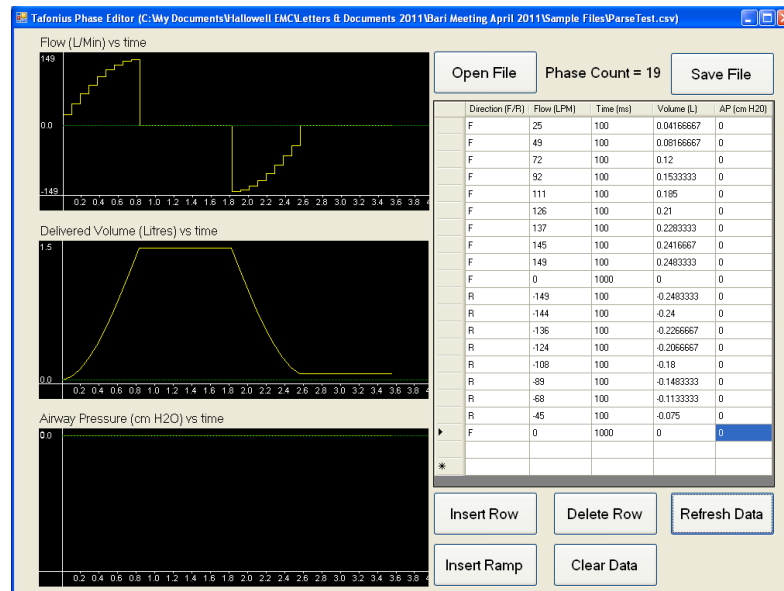 Tafonius Phase Editor (C:\My Documents\Hallowell EMC\Letters & Documents 2011\Bari Meeting April 2011\Sample Files\ParseTest.csv)
Flow (L/Min) vs time
149
0.0
-149
0.2 0.4 0.6 0.8 1.0 1.2 1.4 1.6 1.8 2.0 2.2 2.4 2.6 2.8 3.0 3.2 3.4 3.6 3.8 4
Delivered Volume (Litres) vs time
1.5
0.0
0.2 0.4 0.6 0.8 1.0 1.2 1.4 1.6 1.8 2.0 2.2 2.4 2.6 2.8 3.0 3.2 3.4 3.6 3.8 4
Airway Pressure (cm H2O) vs time
0.0
0.2 0.4 0.6 0.8 1.0 1.2 1.4 1.6 1.8 2.0 2.2 2.4 2.6 2.8 3.0 3.2 3.4 3.6 3.8 4
Open File Phase Count = 19 Save File
Direction (F/R) Flow (LPM) Time (ms) Volume (L) AP (cm H20)
F 25 100 0.04166667 0
F 49 100 0.08166667 0
F 72 100 0.12 0
F 92 100 0.1533333 0
F 111 100 0.185 0
F 126 100 0.21 0
F 137 100 0.2283333 0
F 145 100 0.2416667 0
F 149 100 0.2483333 0
F 0 1000 0 0
R -149 100 -0.2483333 0
R -144 100 -0.24 0
R -136 100 -0.2266667 0
R -124 100 -0.2066667 0
R -108 100 -0.18 0
R -89 100 -0.1483333 0
R -68 100 -0.1133333 0
R -45 100 -0.075 0
F 0 1000 0 0
Insert Row Delete Row Refresh Data
Insert Ramp Clear Data